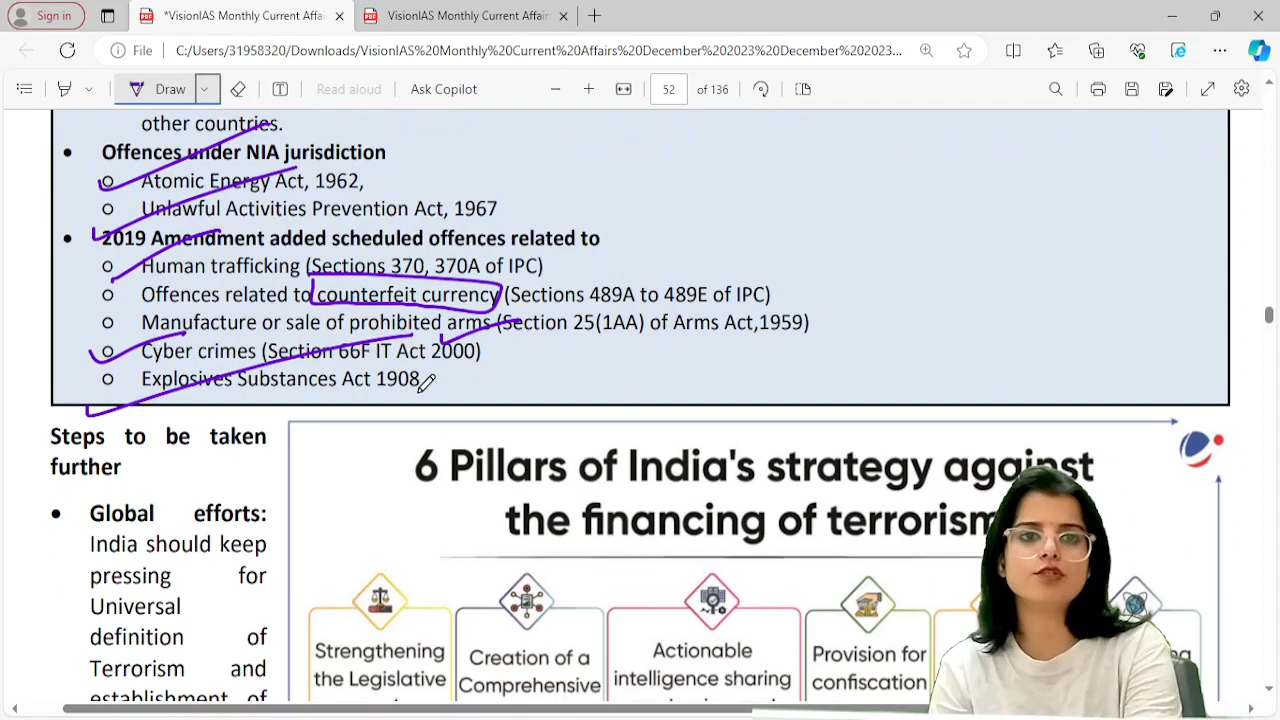 Sign in
*VisionIAS Monthly Current Affai
VisionIAS Monthly Current Affair
File
C:/Users/31958320/Downloads/VisionIAS%20Monthly%20Current%20Affairs%20December%202023%20December%202023...
Draw
Read aloud
Ask Copilot
52
of 136
other countries.
• Offences under NIA jurisdiction
o Atomic Energy Act, 1962,
o Unlawful Activities Prevention Act, 1967
• 2019 Amendment added scheduled offences related to
o Human trafficking (Sections 370, 370A of IPC)
o Offences related to counterfeit currency (Sections 489A to 489E of IPC)
o Manufacture or sale of prohibited arms (Section 25(1AA) of Arms Act,1959)
o Cyber crimes (Section 66F IT Act 2000)
o Explosives Substances Act 1908
Steps to be taken
further
• Global efforts:
India should keep
pressing for
Universal
definition of
Terrorism and
establishment of
6 Pillars of India's strategy against
the financing of terrorism
Strengthening
the Legislative
Creation of a
Comprehensive
Actionable
intelligence sharing
Provision for
confiscation